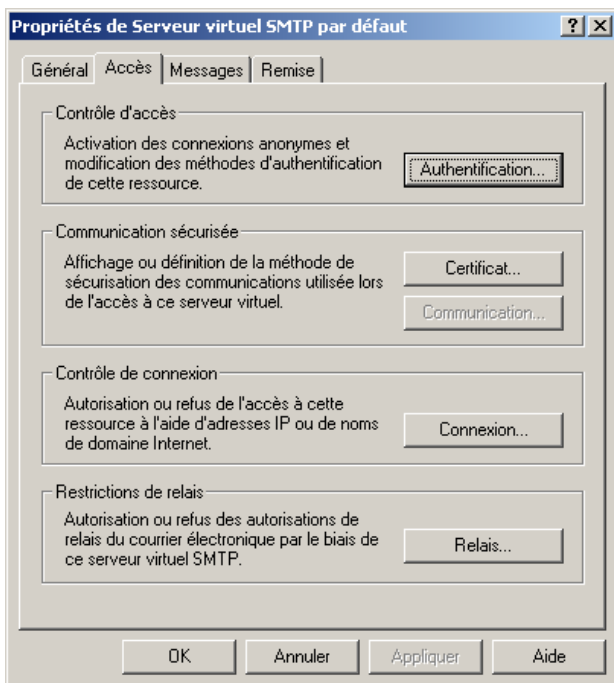 Propriétés de Serveur virtuel SMTP par défaut
Général Accès Messages Remise
Contrôle d'accès
Activation des connexions anonymes et
modification des méthodes d'authentification
de cette ressource.
Authentification...
Communication sécurisée
Affichage ou définition de la méthode de
sécurisation des communications utilisée lors
de l'accès à ce serveur virtuel.
Certificat...
Communication...
Contrôle de connexion
Autorisation ou refus de l'accès à cette
ressource à l'aide d'adresses IP ou de noms
de domaine Internet.
Connexion...
Restrictions de relais
Autorisation ou refus des autorisations de
relais du courrier électronique par le biais de
ce serveur virtuel SMTP.
Relais...
OK Annuler Appliquer Aide